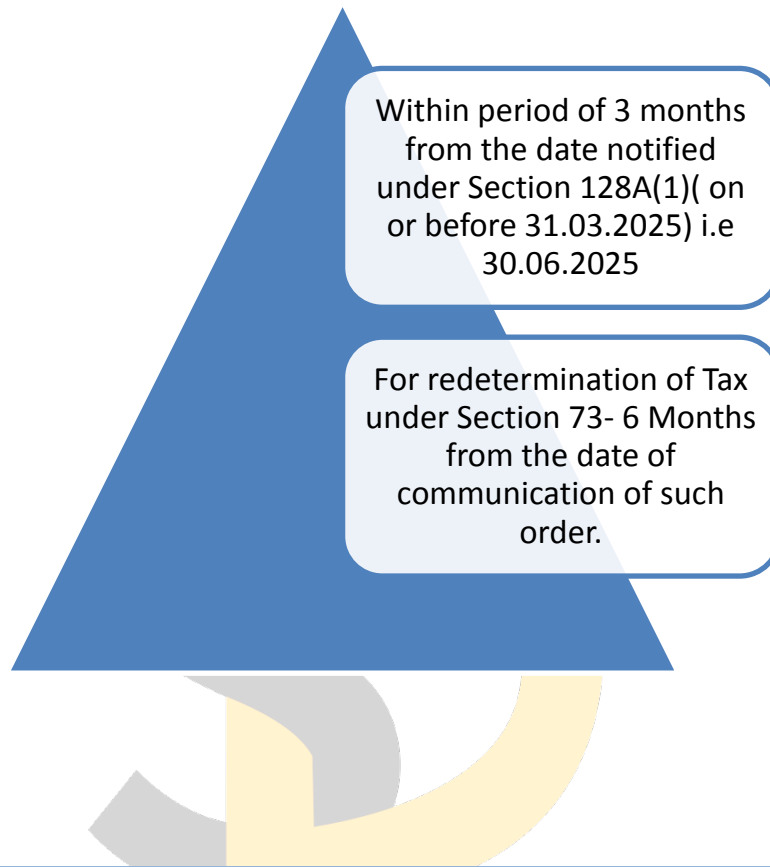 Within period of 3 months
from the date notified
under Section 128A(1)( on
or before 31.03.2025) i.e
30.06.2025
For redetermination of Tax
under Section 73- 6 Months
from the date of
communication of such
order.